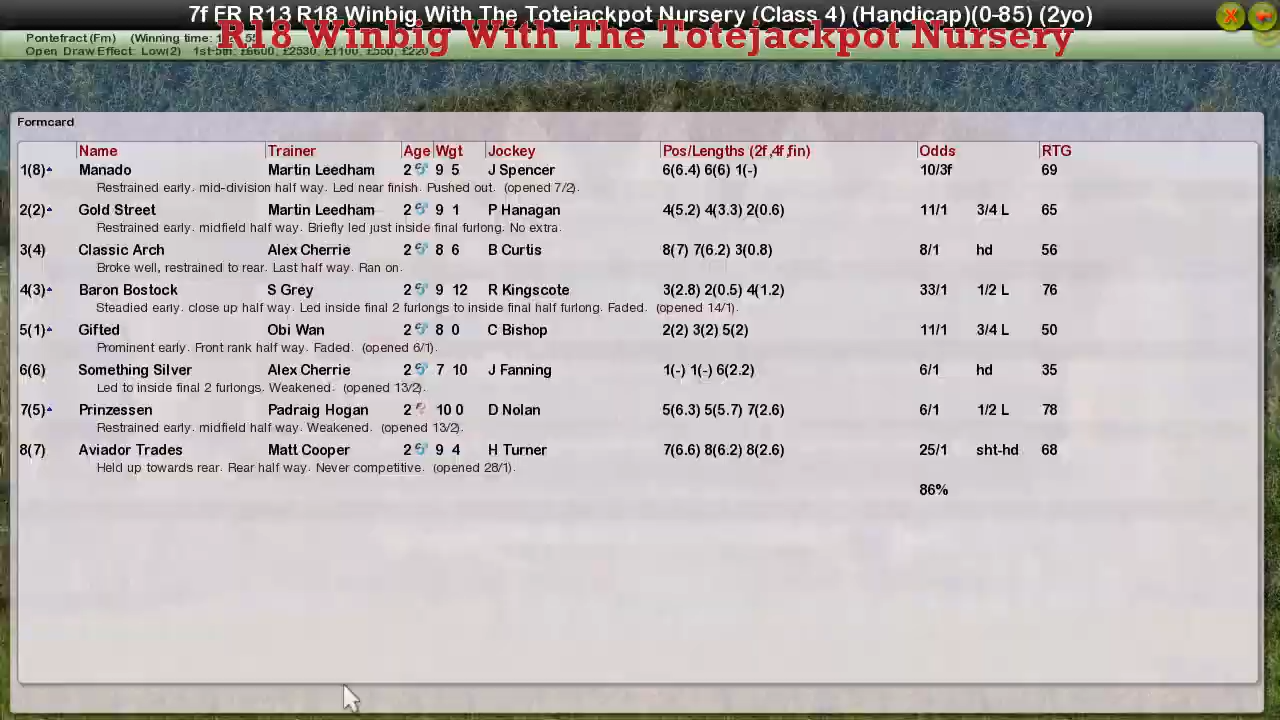 7f FR R13 R18 Winbig With The Totejackpot Nursery (Class 4) (Handicap)(0-85) (2yo)
R18 Winbig With The Totejackpot Nursery
Pontefract(Fm) (Winning time:
Open Draw Effect: Low(2) 1st-5th: £6600, £2530, £1100, £550, £220
Formcard
Name Trainer Age Wgt Jockey Pos/Lengths (2f,4f,fin) Odds RTG
1(8) Manado Martin Leedham 2 9 5 J Spencer 6(6.4) 6(6) 1(-) 10/3f 69
Restrained early. mid-division half way. Led near finish. Pushed out. (opened 7/2).
2(2) Gold Street Martin Leedham 2 9 1 P Hanagan 4(5.2) 4(3.3) 2(0.6) 11/1 3/4 L 65
Restrained early. midfield half way. Briefly led just inside final furlong. No extra.
3(4) Classic Arch Alex Cherrie 2 8 6 B Curtis 8(7) 7(6.2) 3(0.8) 8/1 hd 56
Broke well, restrained to rear. Last half way. Ran on.
4(3) Baron Bostock S Grey 2 9 12 R Kingscote 3(2.8) 2(0.5) 4(1.2) 33/1 1/2 L 76
Steadied early. close up half way. Led inside final 2 furlongs to inside final half furlong. Faded. (opened 14/1).
5(1) Gifted Obi Wan 2 8 0 C Bishop 2(2) 3(2) 5(2) 11/1 3/4 L 50
Prominent early. Front rank half way. Faded. (opened 6/1).
6(6) Something Silver Alex Cherrie 2 7 10 J Fanning 1(-) 1(-) 6(2.2) 6/1 hd 35
Led to inside final 2 furlongs. Weakened. (opened 13/2).
7(5) Prinzessen Padraig Hogan 2 10 0 D Nolan 5(6.3) 5(5.7) 7(2.6) 6/1 1/2 L 78
Restrained early. midfield half way. Weakened. (opened 13/2).
8(7) Aviador Trades Matt Cooper 2 9 4 H Turner 7(6.6) 8(6.2) 8(2.6) 25/1 sht-hd 68
Held up towards rear. Rear half way. Never competitive. (opened 28/1).
86%